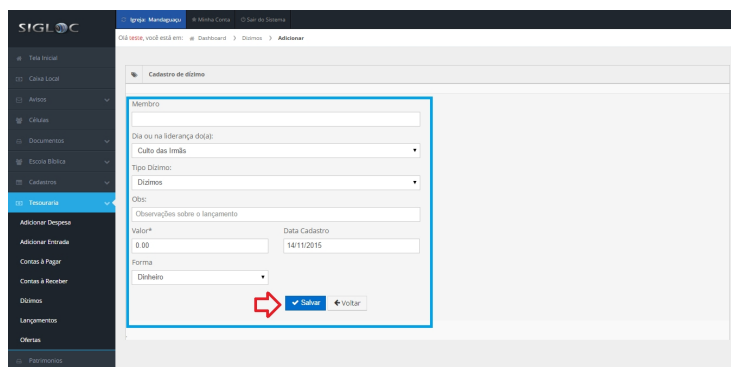 SIGLOC
Igreja: Mandaguaçu Minha Conta Sair do Sistema
Olá teste, você está em: Dashboard > Dízimos > Adicionar
Tela Inicial
Caixa Local
Avisos
Células
Documentos
Escola Bíblica
Cadastros
Tesouraria
Adicionar Despesa
Adicionar Entrada
Contas à Pagar
Contas à Receber
Dízimos
Lançamentos
Ofertas
Patrimonios
Cadastro de dízimo
Membro
Dia ou na liderança do(a):
Culto das Irmãs
Tipo Dízimo:
Dizimos
Obs:
Observações sobre o lançamento
Valor* Data Cadastro
0.00 14/11/2015
Forma
Dinheiro
Salvar Voltar